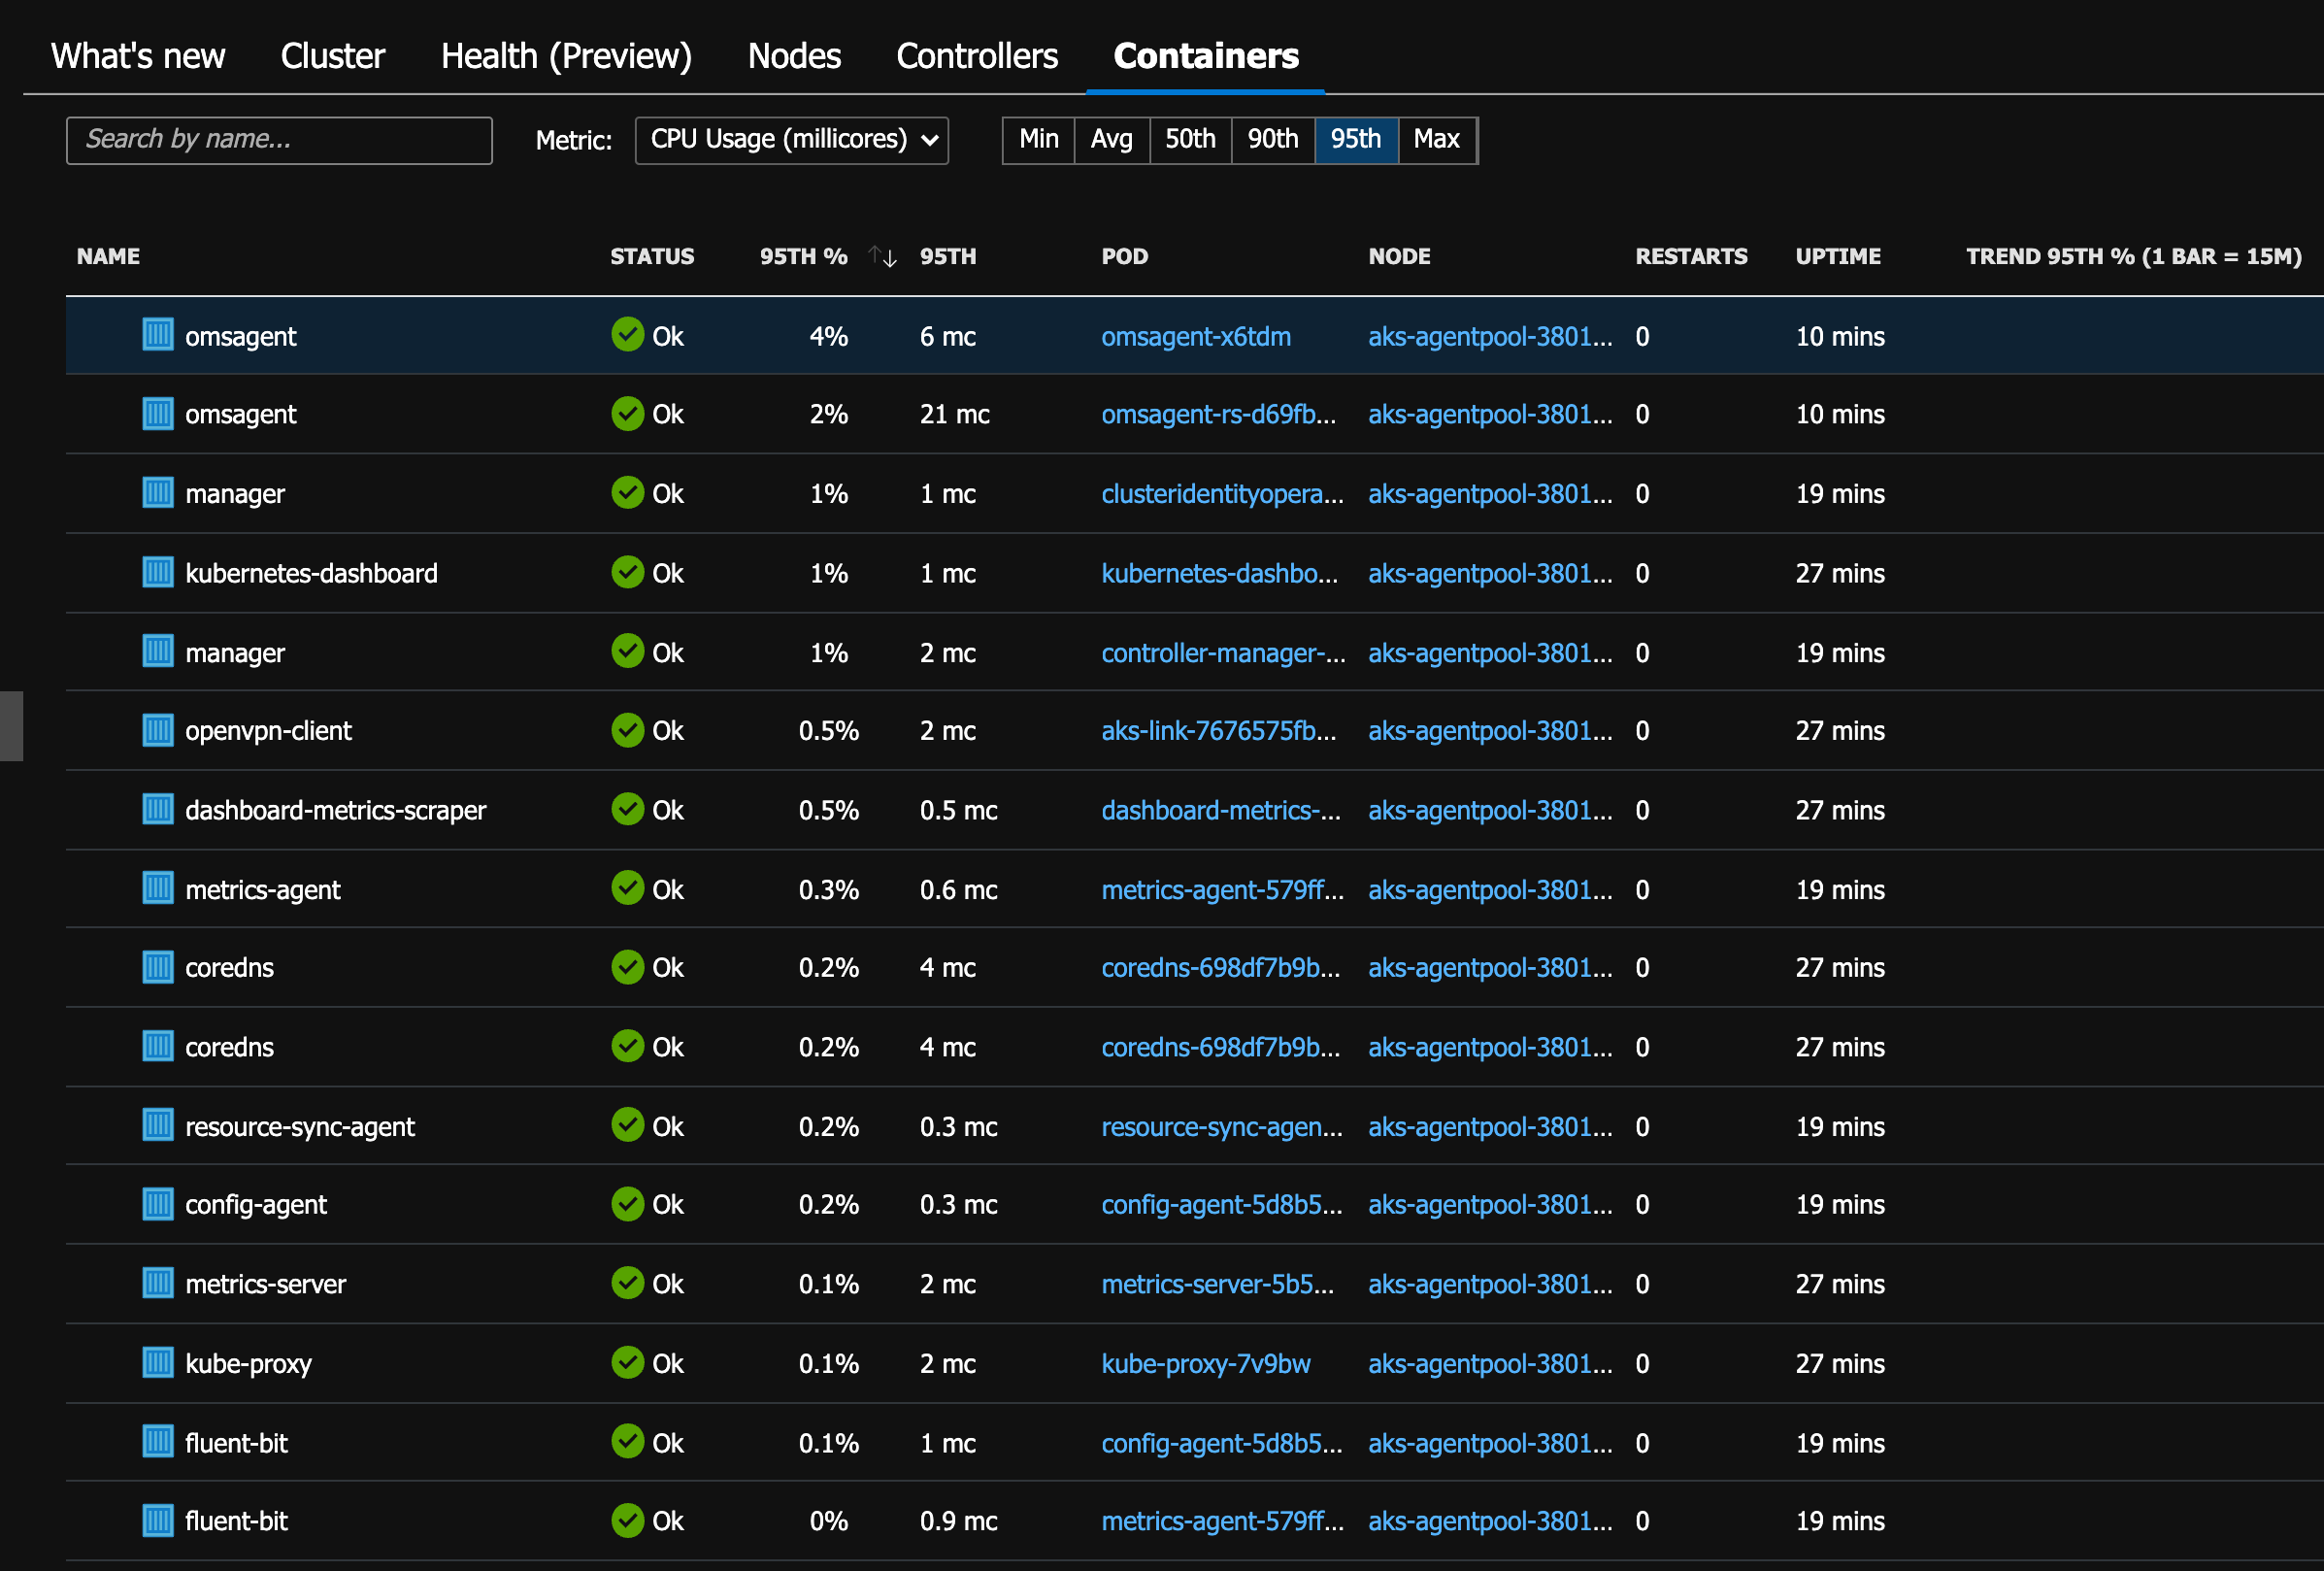 What's new Cluster Health (Preview) Nodes Controllers Containers
Search by name... Metric: CPU Usage (millicores) Min Avg 50th 90th 95th Max
NAME STATUS 95TH % ↑↓ 95TH POD NODE RESTARTS UPTIME TREND 95TH % (1 BAR = 15M)
omsagent Ok 4% 6 mc omsagent-x6tdm aks-agentpool-3801... 0 10 mins
omsagent Ok 2% 21 mc omsagent-rs-d69fb... aks-agentpool-3801... 0 10 mins
manager Ok 1% 1 mc clusteridentityopera... aks-agentpool-3801... 0 19 mins
kubernetes-dashboard Ok 1% 1 mc kubernetes-dashbo... aks-agentpool-3801... 0 27 mins
manager Ok 1% 2 mc controller-manager-... aks-agentpool-3801... 0 19 mins
openvpn-client Ok 0.5% 2 mc aks-link-7676575fb... aks-agentpool-3801... 0 27 mins
dashboard-metrics-scraper Ok 0.5% 0.5 mc dashboard-metrics-... aks-agentpool-3801... 0 27 mins
metrics-agent Ok 0.3% 0.6 mc metrics-agent-579ff... aks-agentpool-3801... 0 19 mins
coredns Ok 0.2% 4 mc coredns-698df7b9b... aks-agentpool-3801... 0 27 mins
coredns Ok 0.2% 4 mc coredns-698df7b9b... aks-agentpool-3801... 0 27 mins
resource-sync-agent Ok 0.2% 0.3 mc resource-sync-agen... aks-agentpool-3801... 0 19 mins
config-agent Ok 0.2% 0.3 mc config-agent-5d8b5... aks-agentpool-3801... 0 19 mins
metrics-server Ok 0.1% 2 mc metrics-server-5b5... aks-agentpool-3801... 0 27 mins
kube-proxy Ok 0.1% 2 mc kube-proxy-7v9bw aks-agentpool-3801... 0 27 mins
fluent-bit Ok 0.1% 1 mc config-agent-5d8b5... aks-agentpool-3801... 0 19 mins
fluent-bit Ok 0% 0.9 mc metrics-agent-579ff... aks-agentpool-3801... 0 19 mins